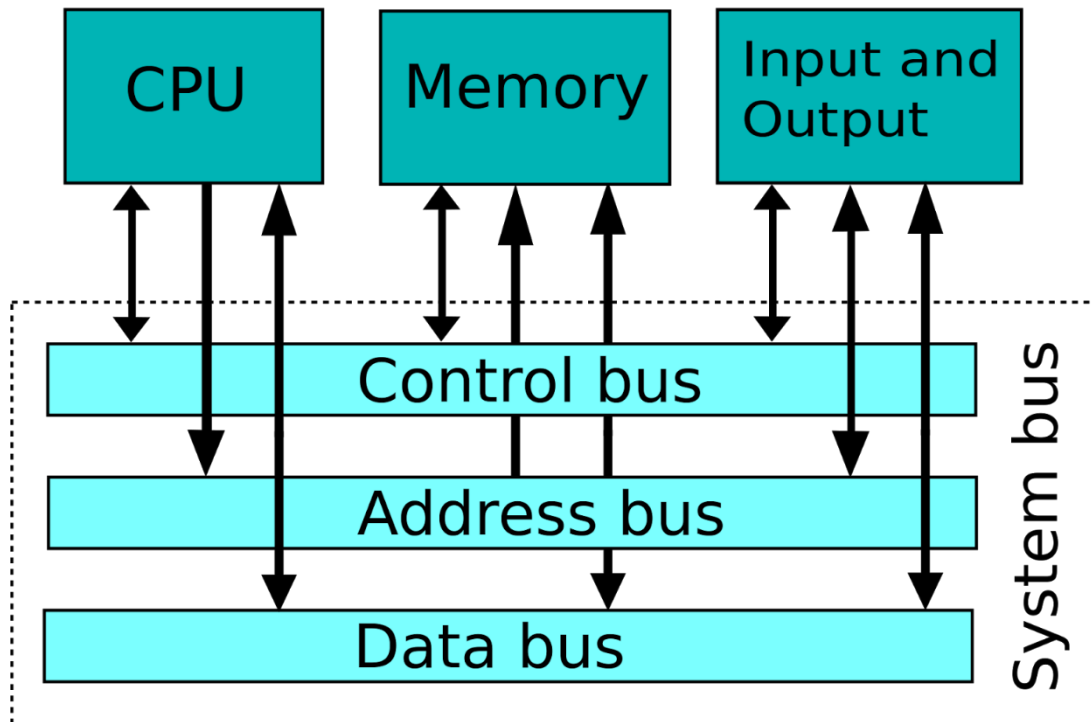 CPU
Memory
Input and
Output
Control bus
Address bus
Data bus
System bus